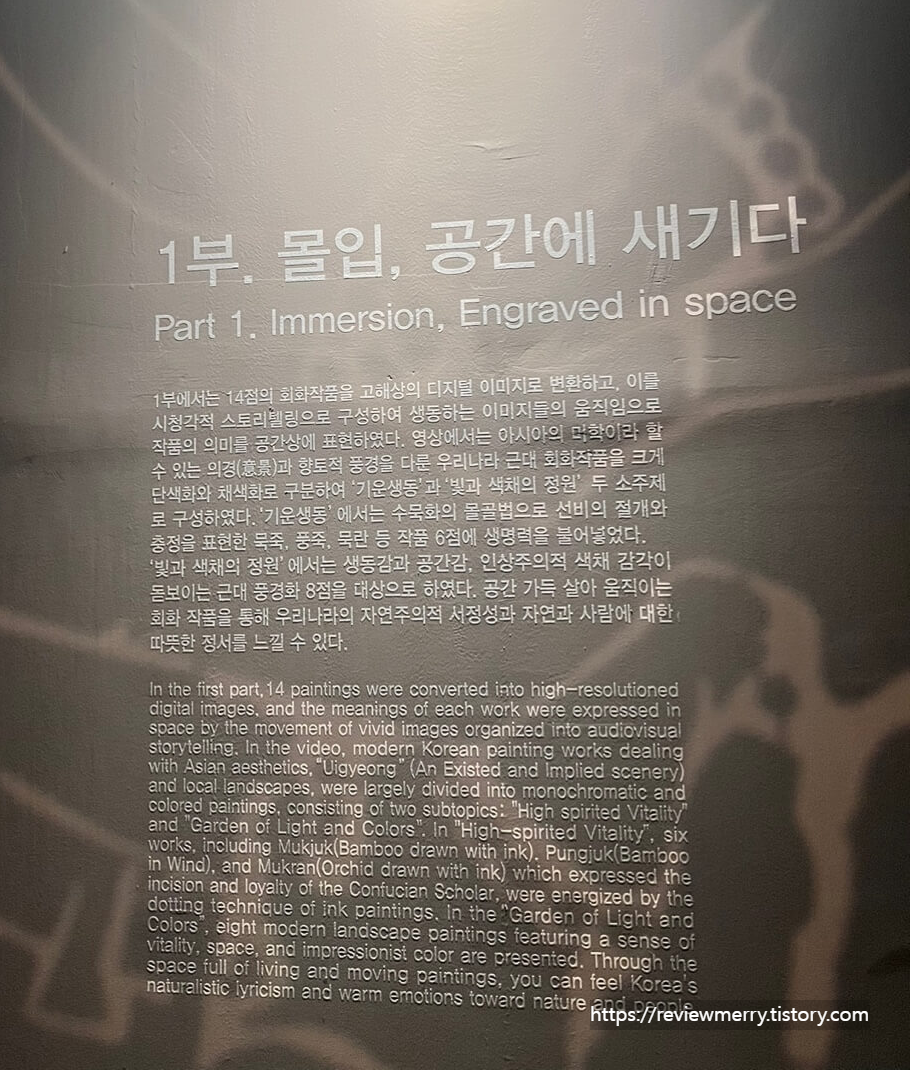 1부. 몰입, 공간에 새기다
Part 1. Immersion, Engraved in space
1부에서는 14점의 회화작품을 고해상의 디지털 이미지로 변환하고, 이를
시청각적 스토리텔링으로 구성하여 생동하는 이미지들의 움직임으로
작품의 의미를 공간상에 표현하였다. 영상에서는 아시아의 미학이라 할
수 있는 의경(意景)과 향토적 풍경을 다룬 우리나라 근대 회화작품을 크게
단색화와 채색화로 구분하여 '기운생동'과 '빛과 색채의 정원' 두 소주제
로 구성하였다. '기운생동'에서는 수묵화의 몰골법으로 선비의 절개와
충정을 표현한 묵죽, 풍죽, 묵란 등 작품 6점에 생명력을 불어넣었다.
'빛과 색채의 정원'에서는 생동감과 공간감, 인상주의적 색채 감각이
돋보이는 근대 풍경화 8점을 대상으로 하였다. 공간 가득 살아 움직이는
회화 작품을 통해 우리나라의 자연주의적 서정성과 자연과 사람에 대한
따뜻한 정서를 느낄 수 있다.
In the first part, 14 paintings were converted into high-resolutioned
digital images, and the meanings of each work were expressed in
space by the movement of vivid images organized into audiovisual
storytelling. In the video, modern Korean painting works dealing
with Asian aesthetics, "Uigyeong" (An Existed and Implied scenery)
and local landscapes, were largely divided into monochromatic and
colored paintings, consisting of two subtopics: "High spirited Vitality"
and "Garden of Light and Colors". In "High-spirited Vitality", six
works, including Mukjuk(Bamboo drawn with ink). Pungjuk(Bamboo
in Wind), and Mukran(Orchid drawn with ink) which expressed the
incision and loyalty of the Confucian Scholar, were energized by the
dotting technique of ink paintings. In the "Garden of Light and
Colors", eight modern landscape paintings featuring a sense of
vitality, space, and impressionist color are presented. Through the
space full of living and moving paintings, you can feel Korea's
naturalistic lyricism and warm emotions toward nature and people.
https://reviewmerry.tistory.com